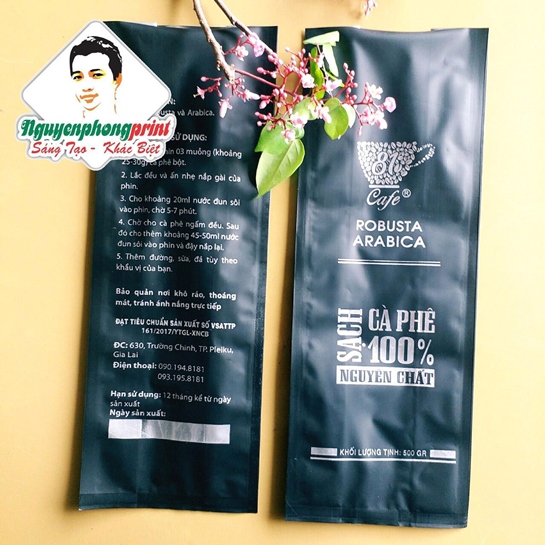 Nguyenphongprint
Sáng Tạo - Khác Biệt
N:
usta và Arabica.
SỬ DỤNG:
in 03 muỗng (khoảng
25-30g) cà phê bột.
2. Lắc đều và ấn nhẹ nắp gài của
phin.
3. Cho khoảng 20ml nước đun sôi
vào phin, chờ 5-7 phút.
4. Chờ cho cà phê ngấm đều. Sau
đó cho thêm khoảng 45-50ml nước
đun sôi vào phin và đậy nắp lại.
5. Thêm đường, sữa, đá tùy theo
khẩu vị của bạn.
Bảo quản nơi khô ráo, thoáng
mát, tránh ánh nắng trực tiếp
ĐẠT TIÊU CHUẨN SẢN XUẤT SỐ VSATTP
161/2017/YTGL-XNCB
ĐC: 630, Trường Chinh, TP. Pleiku,
Gia Lai
Điện thoại: 090.194.8181
093.195.8181
Hạn sử dụng: 12 tháng kể từ ngày
sản xuất
Ngày sản xuất:
Cafe ®
ROBUSTA
ARABICA
SẠCH
CÀ PHÊ
100%
NGUYÊN CHẤT
KHỐI LƯỢNG TỊNH: 500 GR